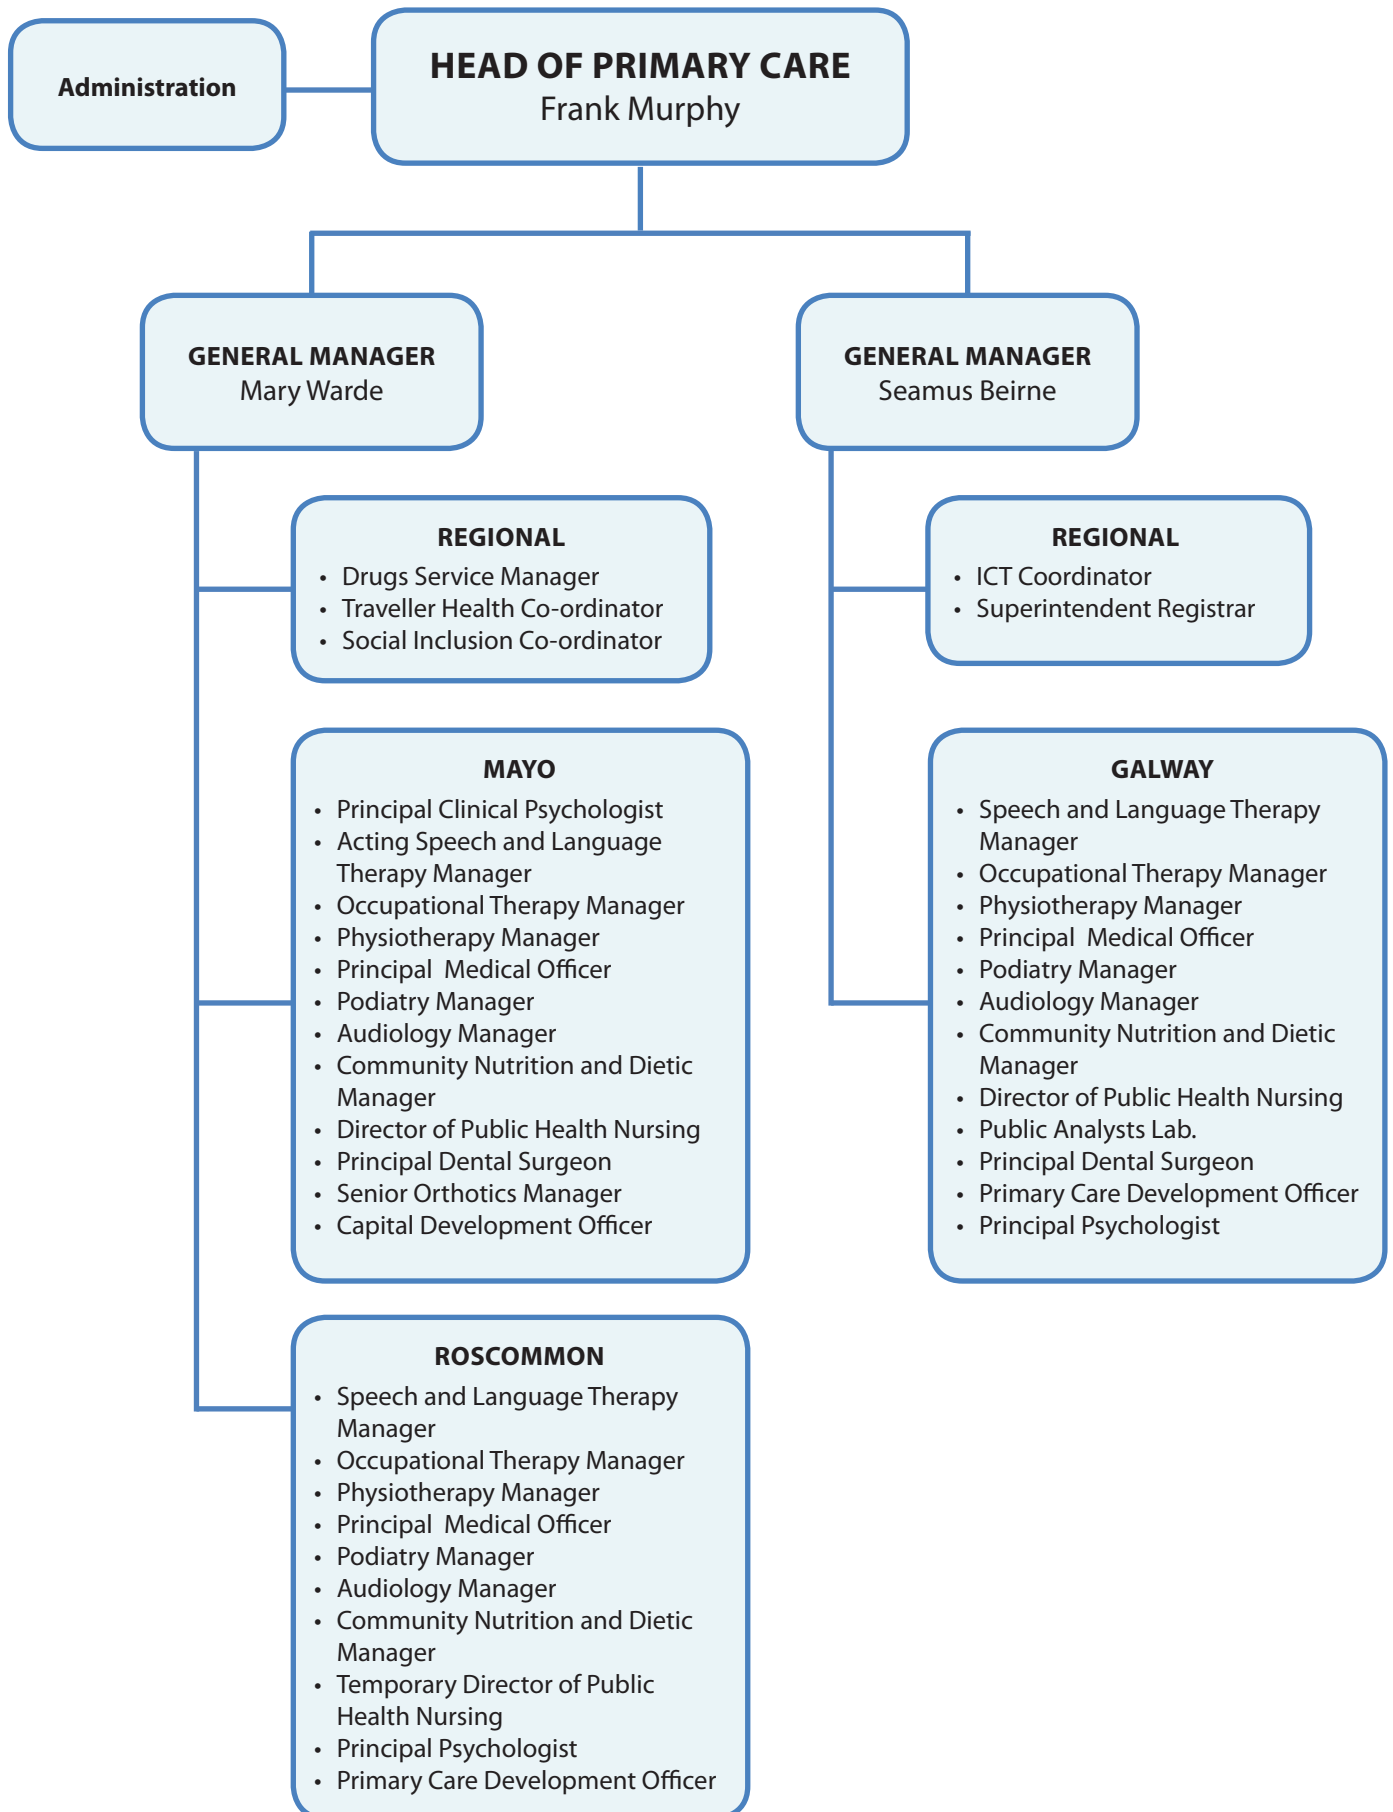 Administration
HEAD OF PRIMARY CARE
Frank Murphy
GENERAL MANAGER
Mary Warde
GENERAL MANAGER
Seamus Beirne
REGIONAL
• Drugs Service Manager
• Traveller Health Co-ordinator
• Social Inclusion Co-ordinator
REGIONAL
• ICT Coordinator
• Superintendent Registrar
MAYO
• Principal Clinical Psychologist
• Acting Speech and Language
Therapy Manager
• Occupational Therapy Manager
• Physiotherapy Manager
• Principal  Medical Officer
• Podiatry Manager
• Audiology Manager
• Community Nutrition and Dietic
Manager
• Director of Public Health Nursing
• Principal Dental Surgeon
• Senior Orthotics Manager
• Capital Development Officer
GALWAY
• Speech and Language Therapy
Manager
• Occupational Therapy Manager
• Physiotherapy Manager
• Principal  Medical Officer
• Podiatry Manager
• Audiology Manager
• Community Nutrition and Dietic
Manager
• Director of Public Health Nursing
• Public Analysts Lab.
• Principal Dental Surgeon
• Primary Care Development Officer
• Principal Psychologist
ROSCOMMON
• Speech and Language Therapy
Manager
• Occupational Therapy Manager
• Physiotherapy Manager
• Principal  Medical Officer
• Podiatry Manager
• Audiology Manager
• Community Nutrition and Dietic
Manager
• Temporary Director of Public
Health Nursing
• Principal Psychologist
• Primary Care Development Officer